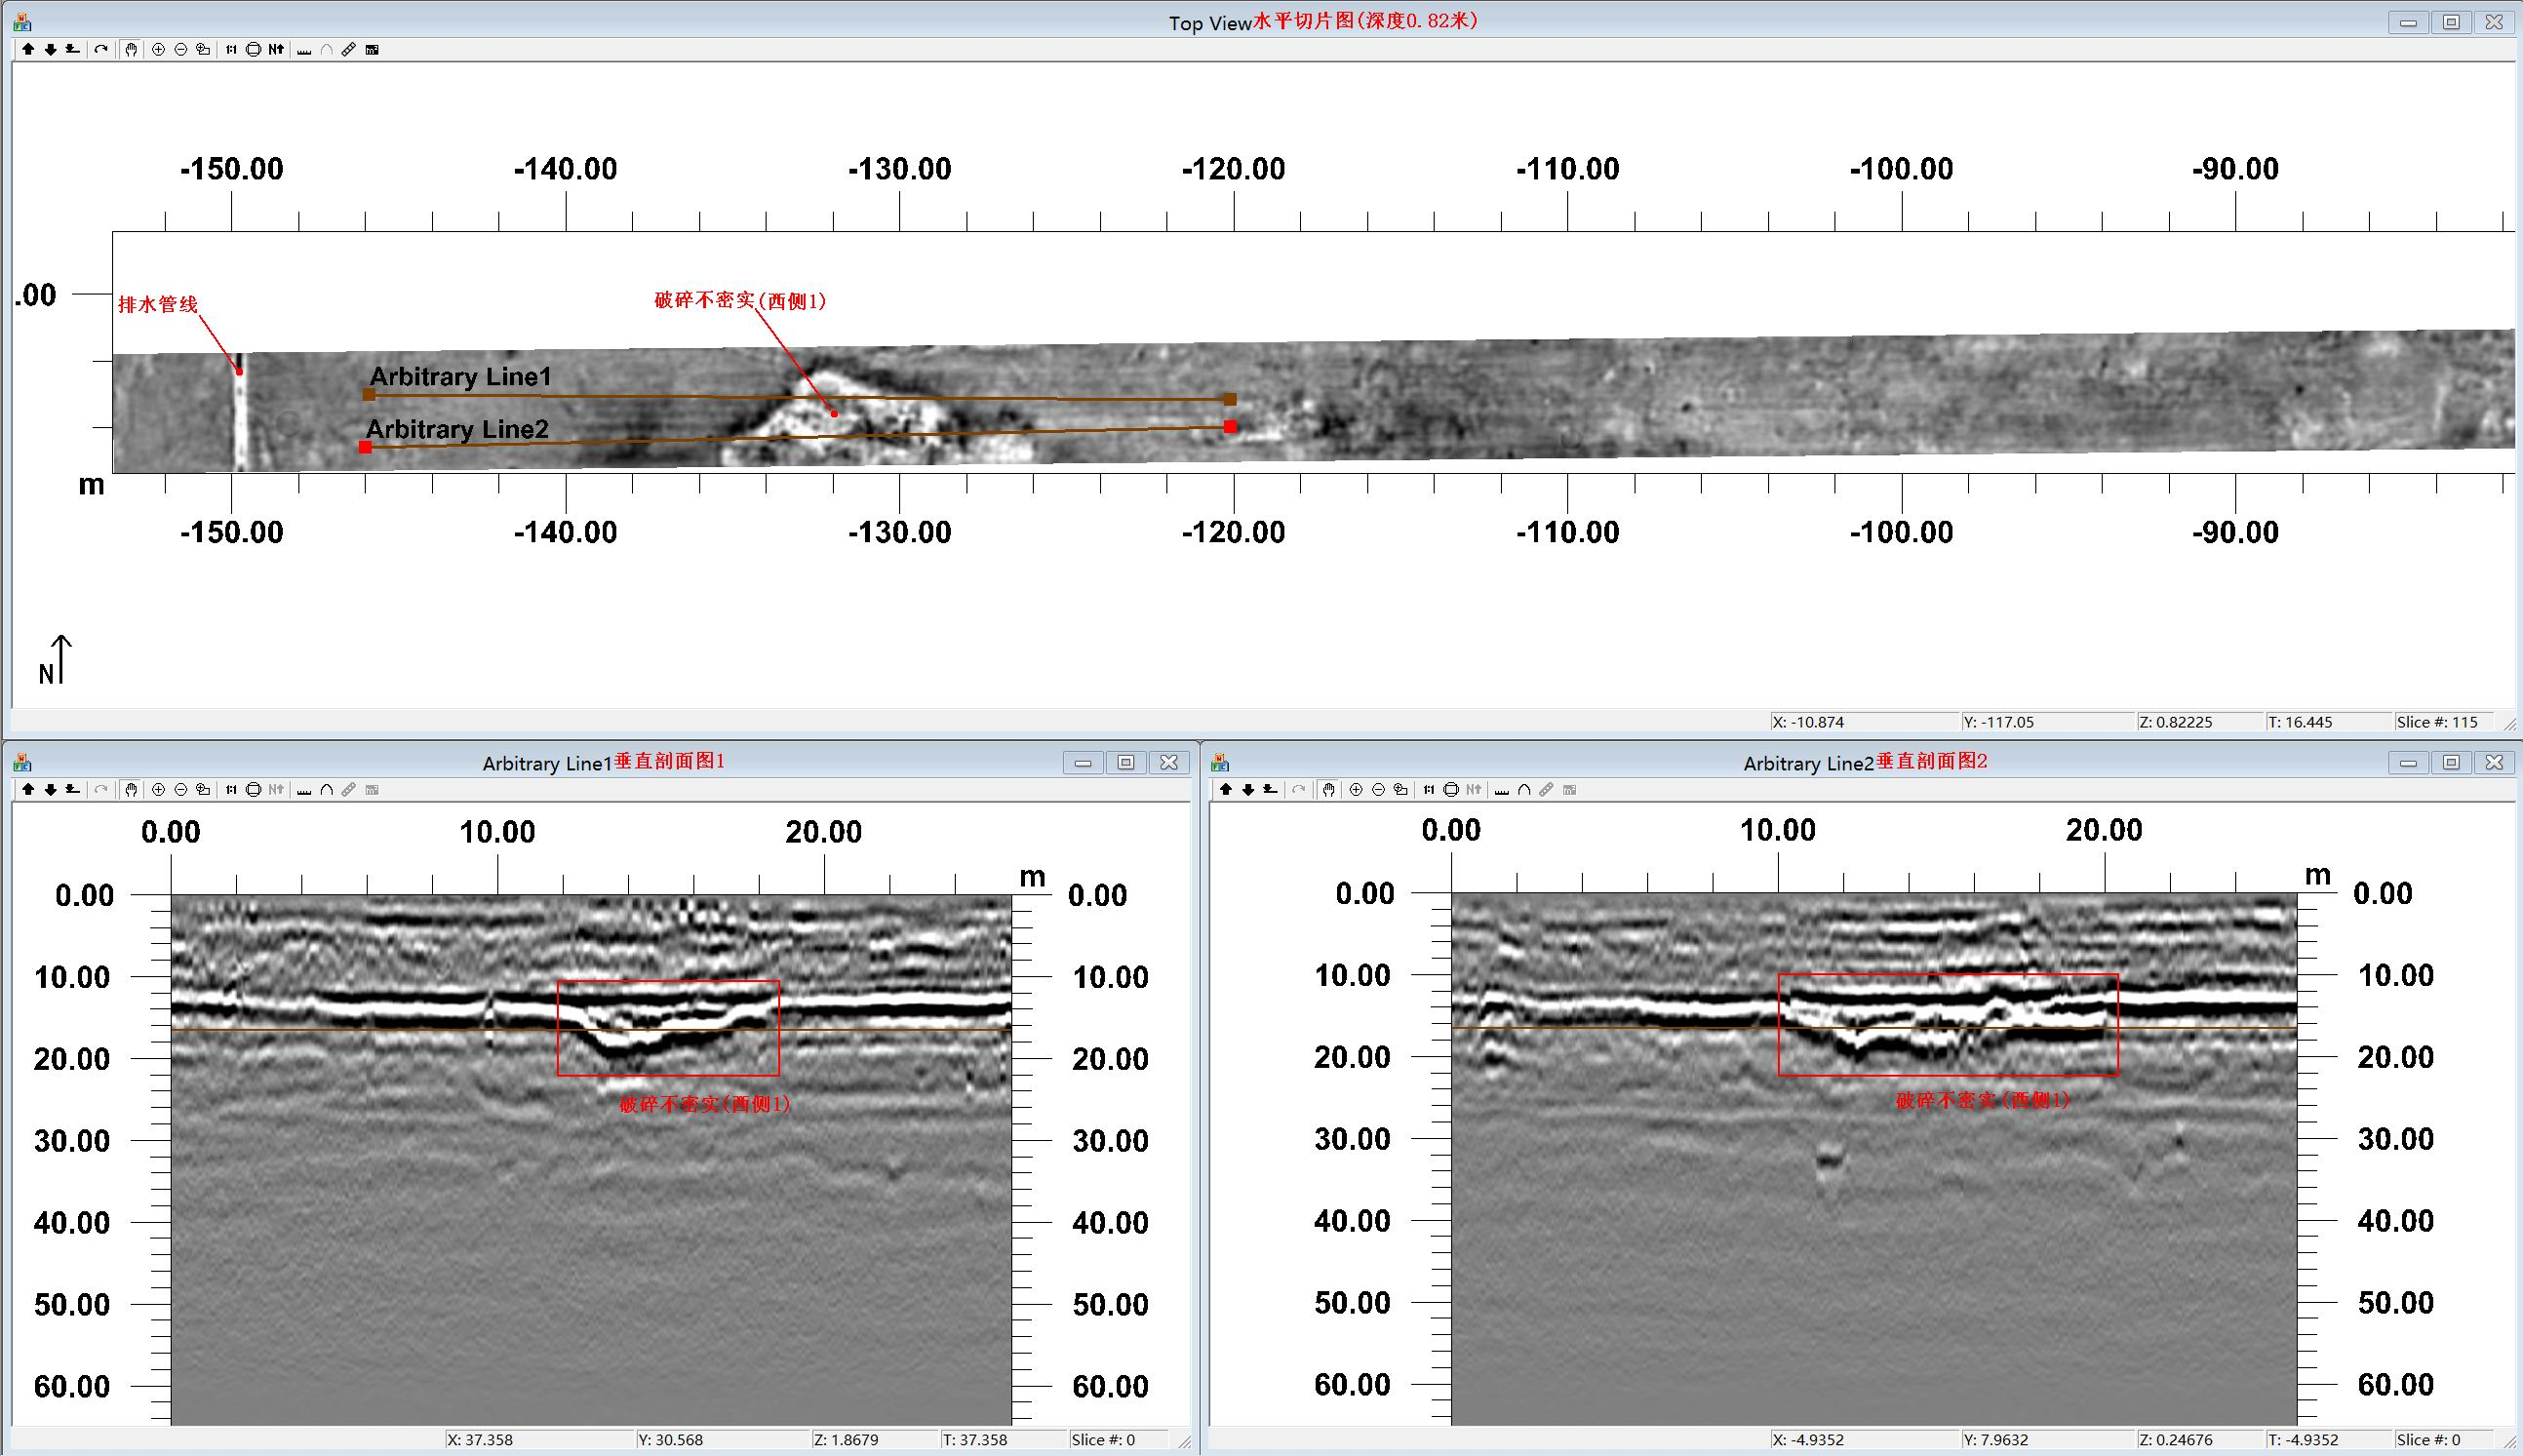 Top View水平切片图(深度0.82米)
-150.00 -140.00 -130.00 -120.00 -110.00 -100.00 -90.00
.00
排水管线
破碎不密实(西侧1)
Arbitrary Line1
Arbitrary Line2
m
-150.00 -140.00 -130.00 -120.00 -110.00 -100.00 -90.00
N
X: -10.874 Y: -117.05 Z: 0.82225 T: 16.445 Slice #: 115
Arbitrary Line1垂直剖面图1
0.00 10.00 20.00
m
0.00 0.00
10.00 10.00
20.00 20.00
破碎不密实(西侧1)
30.00 30.00
40.00 40.00
50.00 50.00
60.00 60.00
X: 37.358 Y: 30.568 Z: 1.8679 T: 37.358 Slice #: 0
Arbitrary Line2垂直剖面图2
0.00 10.00 20.00
m
0.00 0.00
10.00 10.00
20.00 20.00
破碎不密实(西侧1)
30.00 30.00
40.00 40.00
50.00 50.00
60.00 60.00
X: -4.9352 Y: 7.9632 Z: 0.24676 T: -4.9352 Slice #: 0